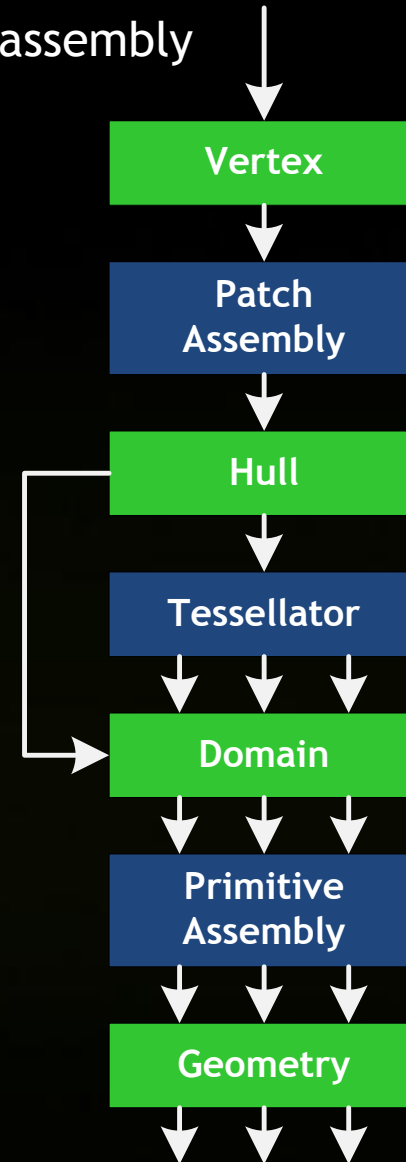 assembly
Vertex
Patch
Assembly
Hull
Tessellator
Domain
Primitive
Assembly
Geometry